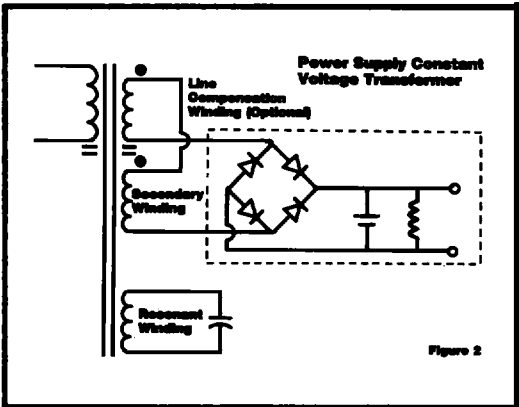 Power Supply Constant
Voltage Transformer
Line
Compensation
Winding (Optional)
Secondary
Winding
Resonant
Winding
Figure 2